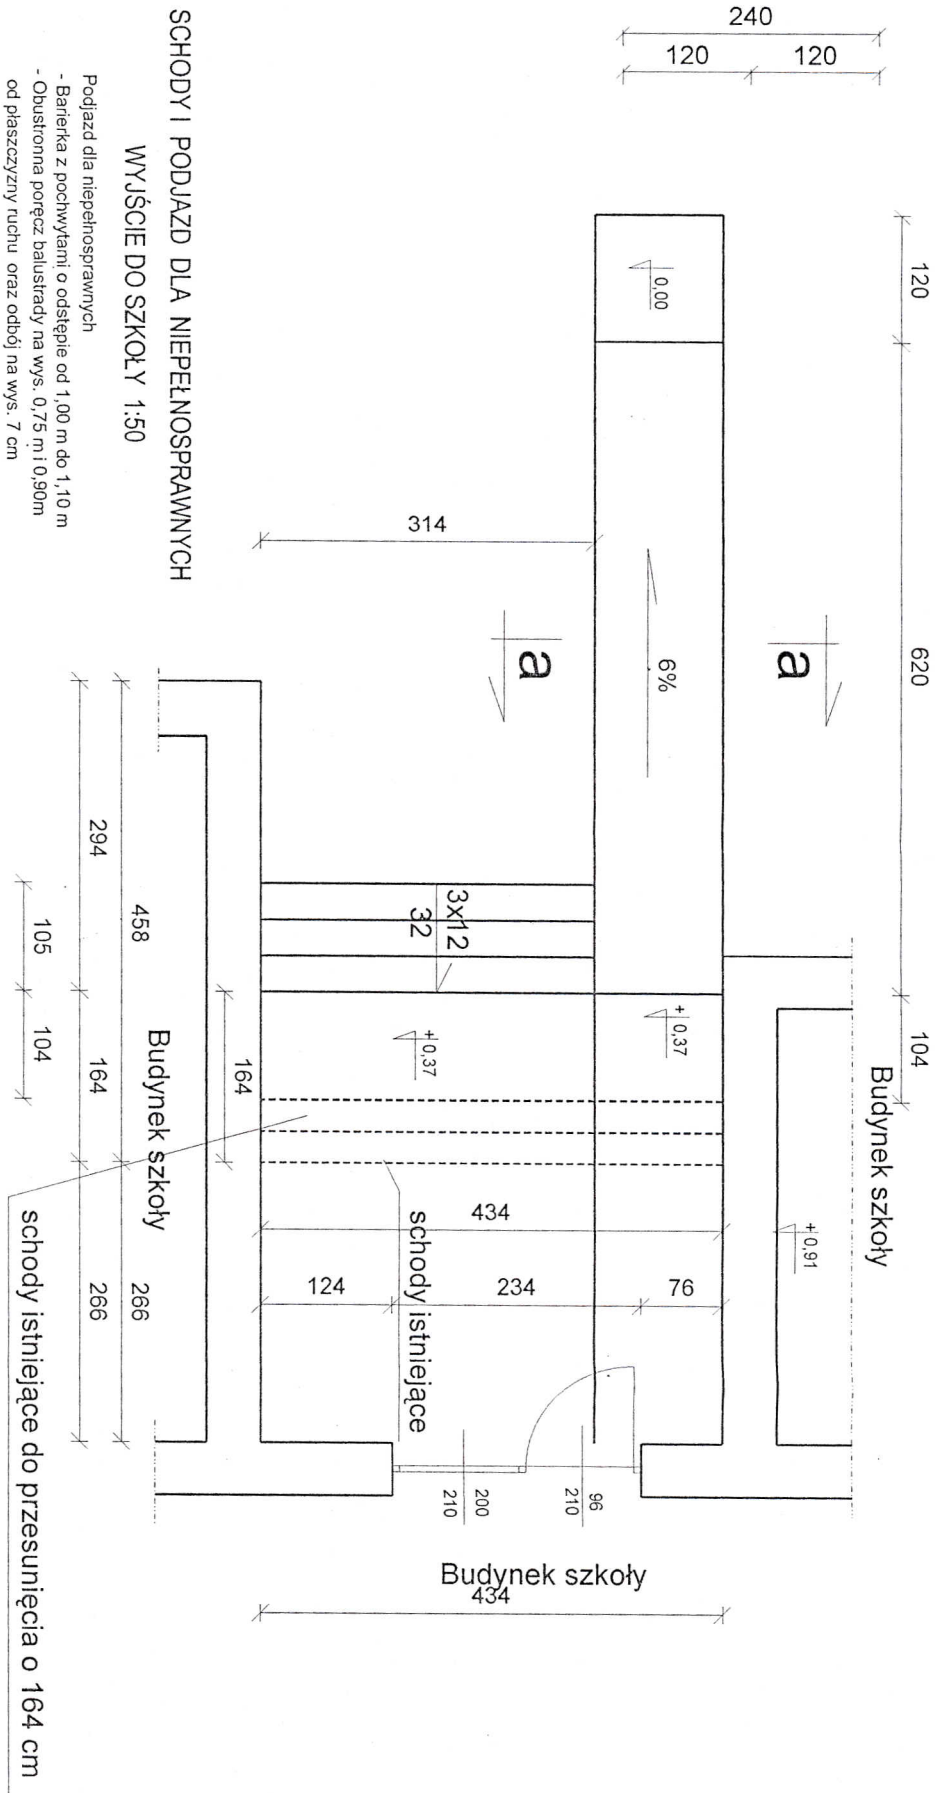 SCHODY I PODJAZD DLA NIEPEŁNOSPRAWNYCH
WYJŚCIE DO SZKOŁY 1:50
Podjazd dla niepełnosprawnych
- Barierka z pochwytami o odstępie od 1,00 m do 1,10 m
- Obustronna poręcz balustrady na wys. 0,75 m i 0,90m
od płaszczyzny ruchu oraz odbój na wys. 7 cm
240
120
120
120
620
104
0,00
6%
a
a
314
3x12
32
+0,37
+0,37
+0,91
Budynek szkoły
164
434
124
234
76
schody istniejące
96
210
200
210
Budynek szkoły
434
Budynek szkoły
458
266
294
164
266
105
104
schody istniejące do przesunięcia o 164 cm